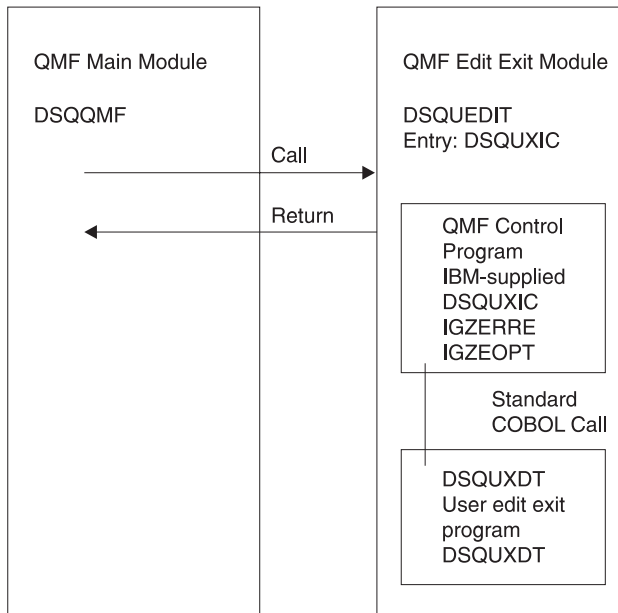 QMF Main Module
DSQQMF
Call
Return
QMF Edit Exit Module
DSQUEDIT
Entry: DSQUXIC
QMF Control
Program
IBM-supplied
DSQUXIC
IGZERRE
IGZEOPT
Standard
COBOL Call
DSQUXDT
User edit exit
program
DSQUXDT